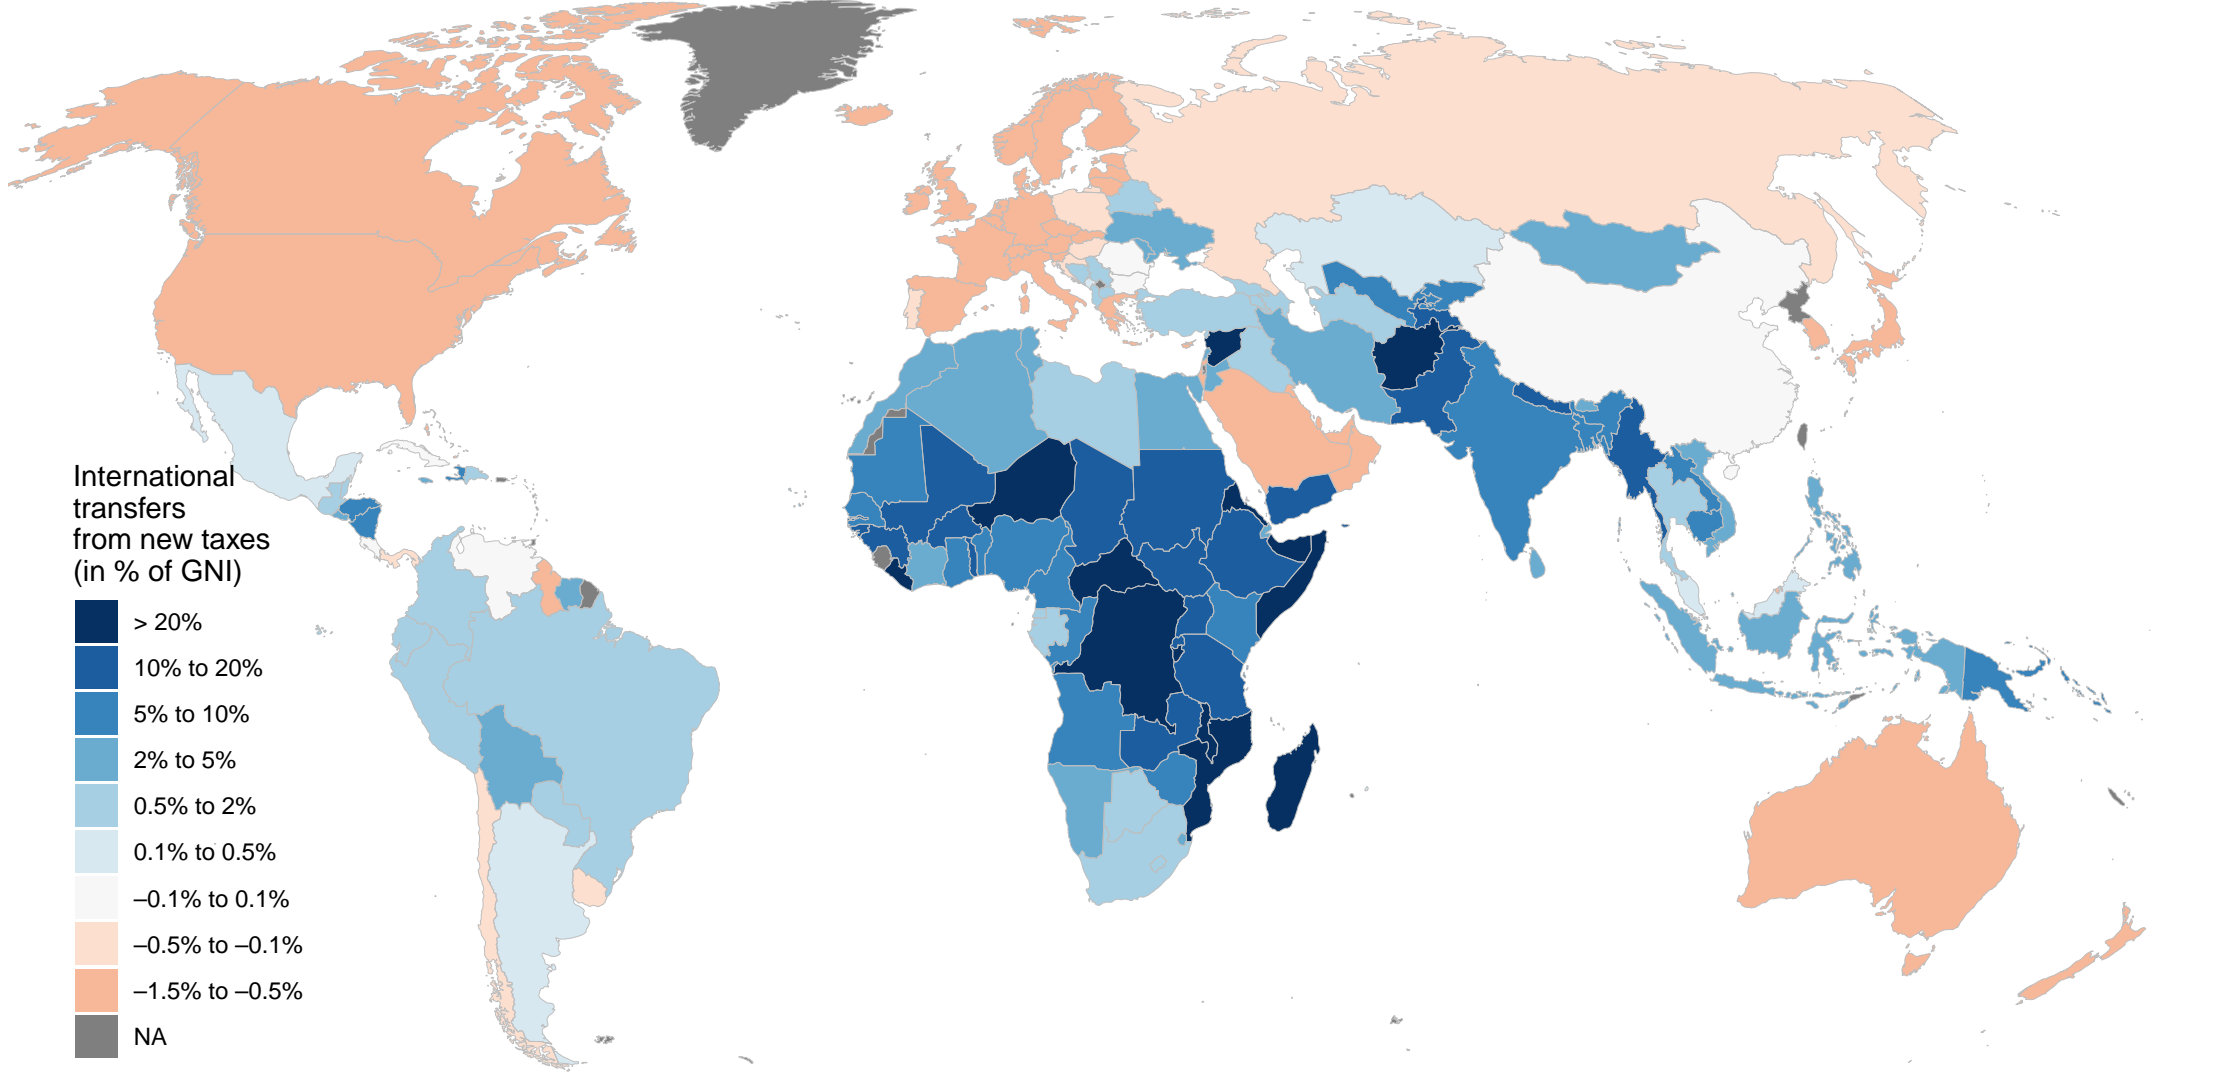 International
transfers
from new taxes
(in % of GNI)
> 20%
10% to 20%
5% to 10%
2% to 5%
0.5% to 2%
0.1% to 0.5%
–0.1% to 0.1%
–0.5% to –0.1%
–1.5% to –0.5%
NA